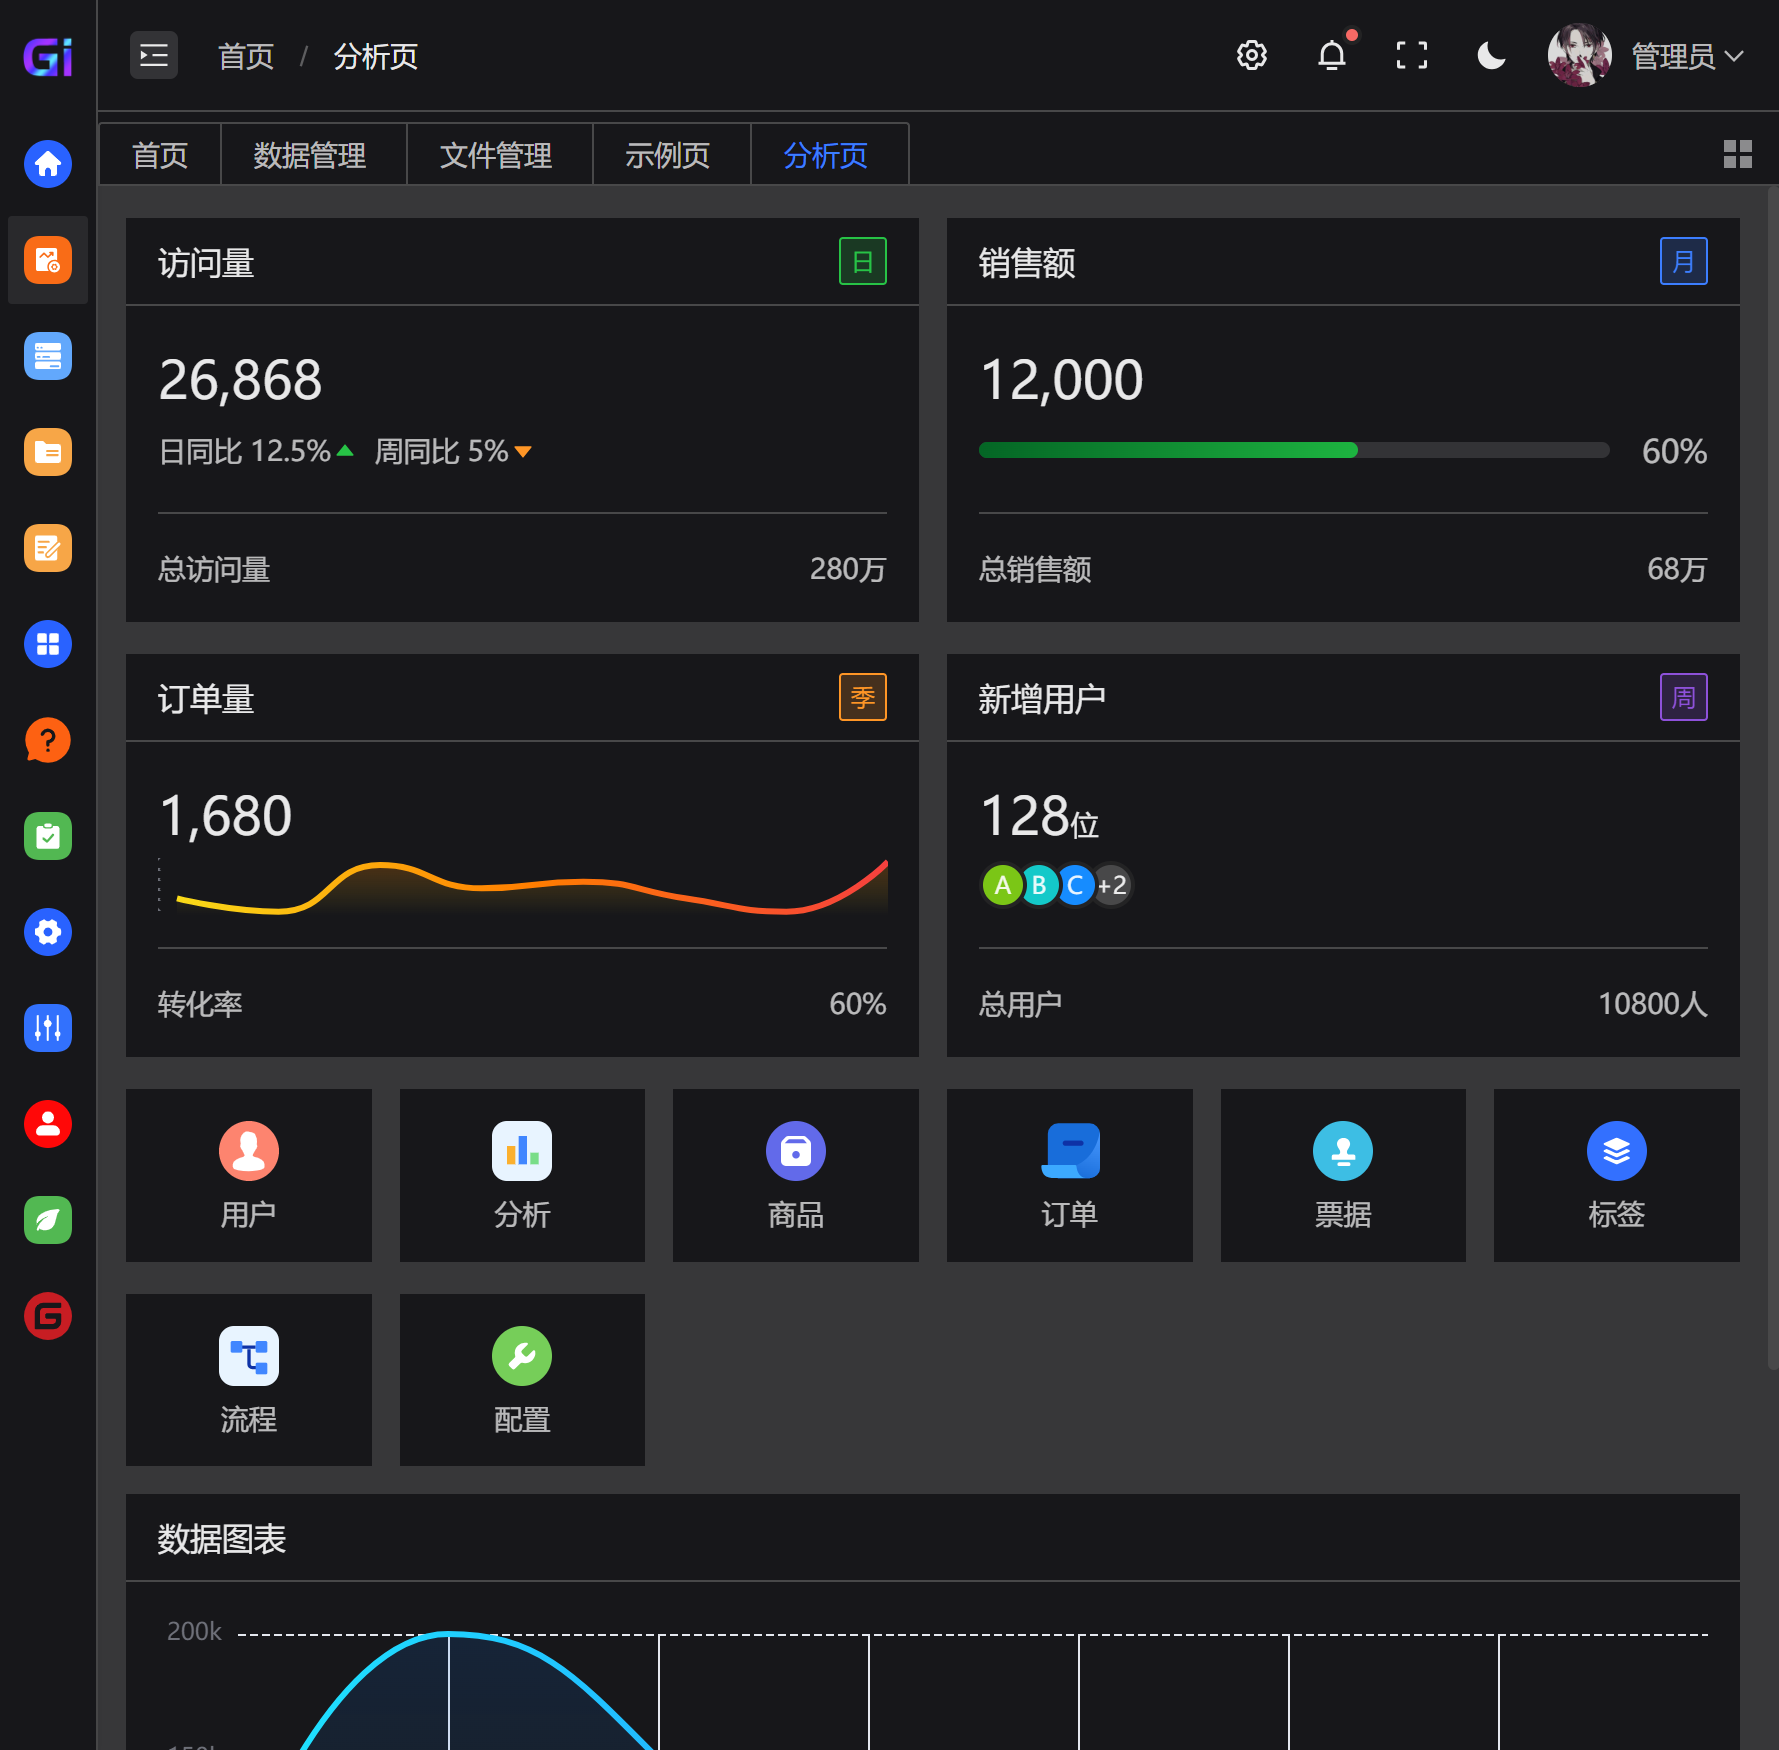 Gi
首页 / 分析页
管理员
首页 数据管理 文件管理 示例页 分析页
访问量 日
26,868
日同比 12.5% 周同比 5%
总访问量 280万
销售额 月
12,000
60%
总销售额 68万
订单量 季
1,680
转化率 60%
新增用户 周
128位
A B C +2
总用户 10800人
用户 分析 商品 订单 票据 标签
流程 配置
数据图表
200k